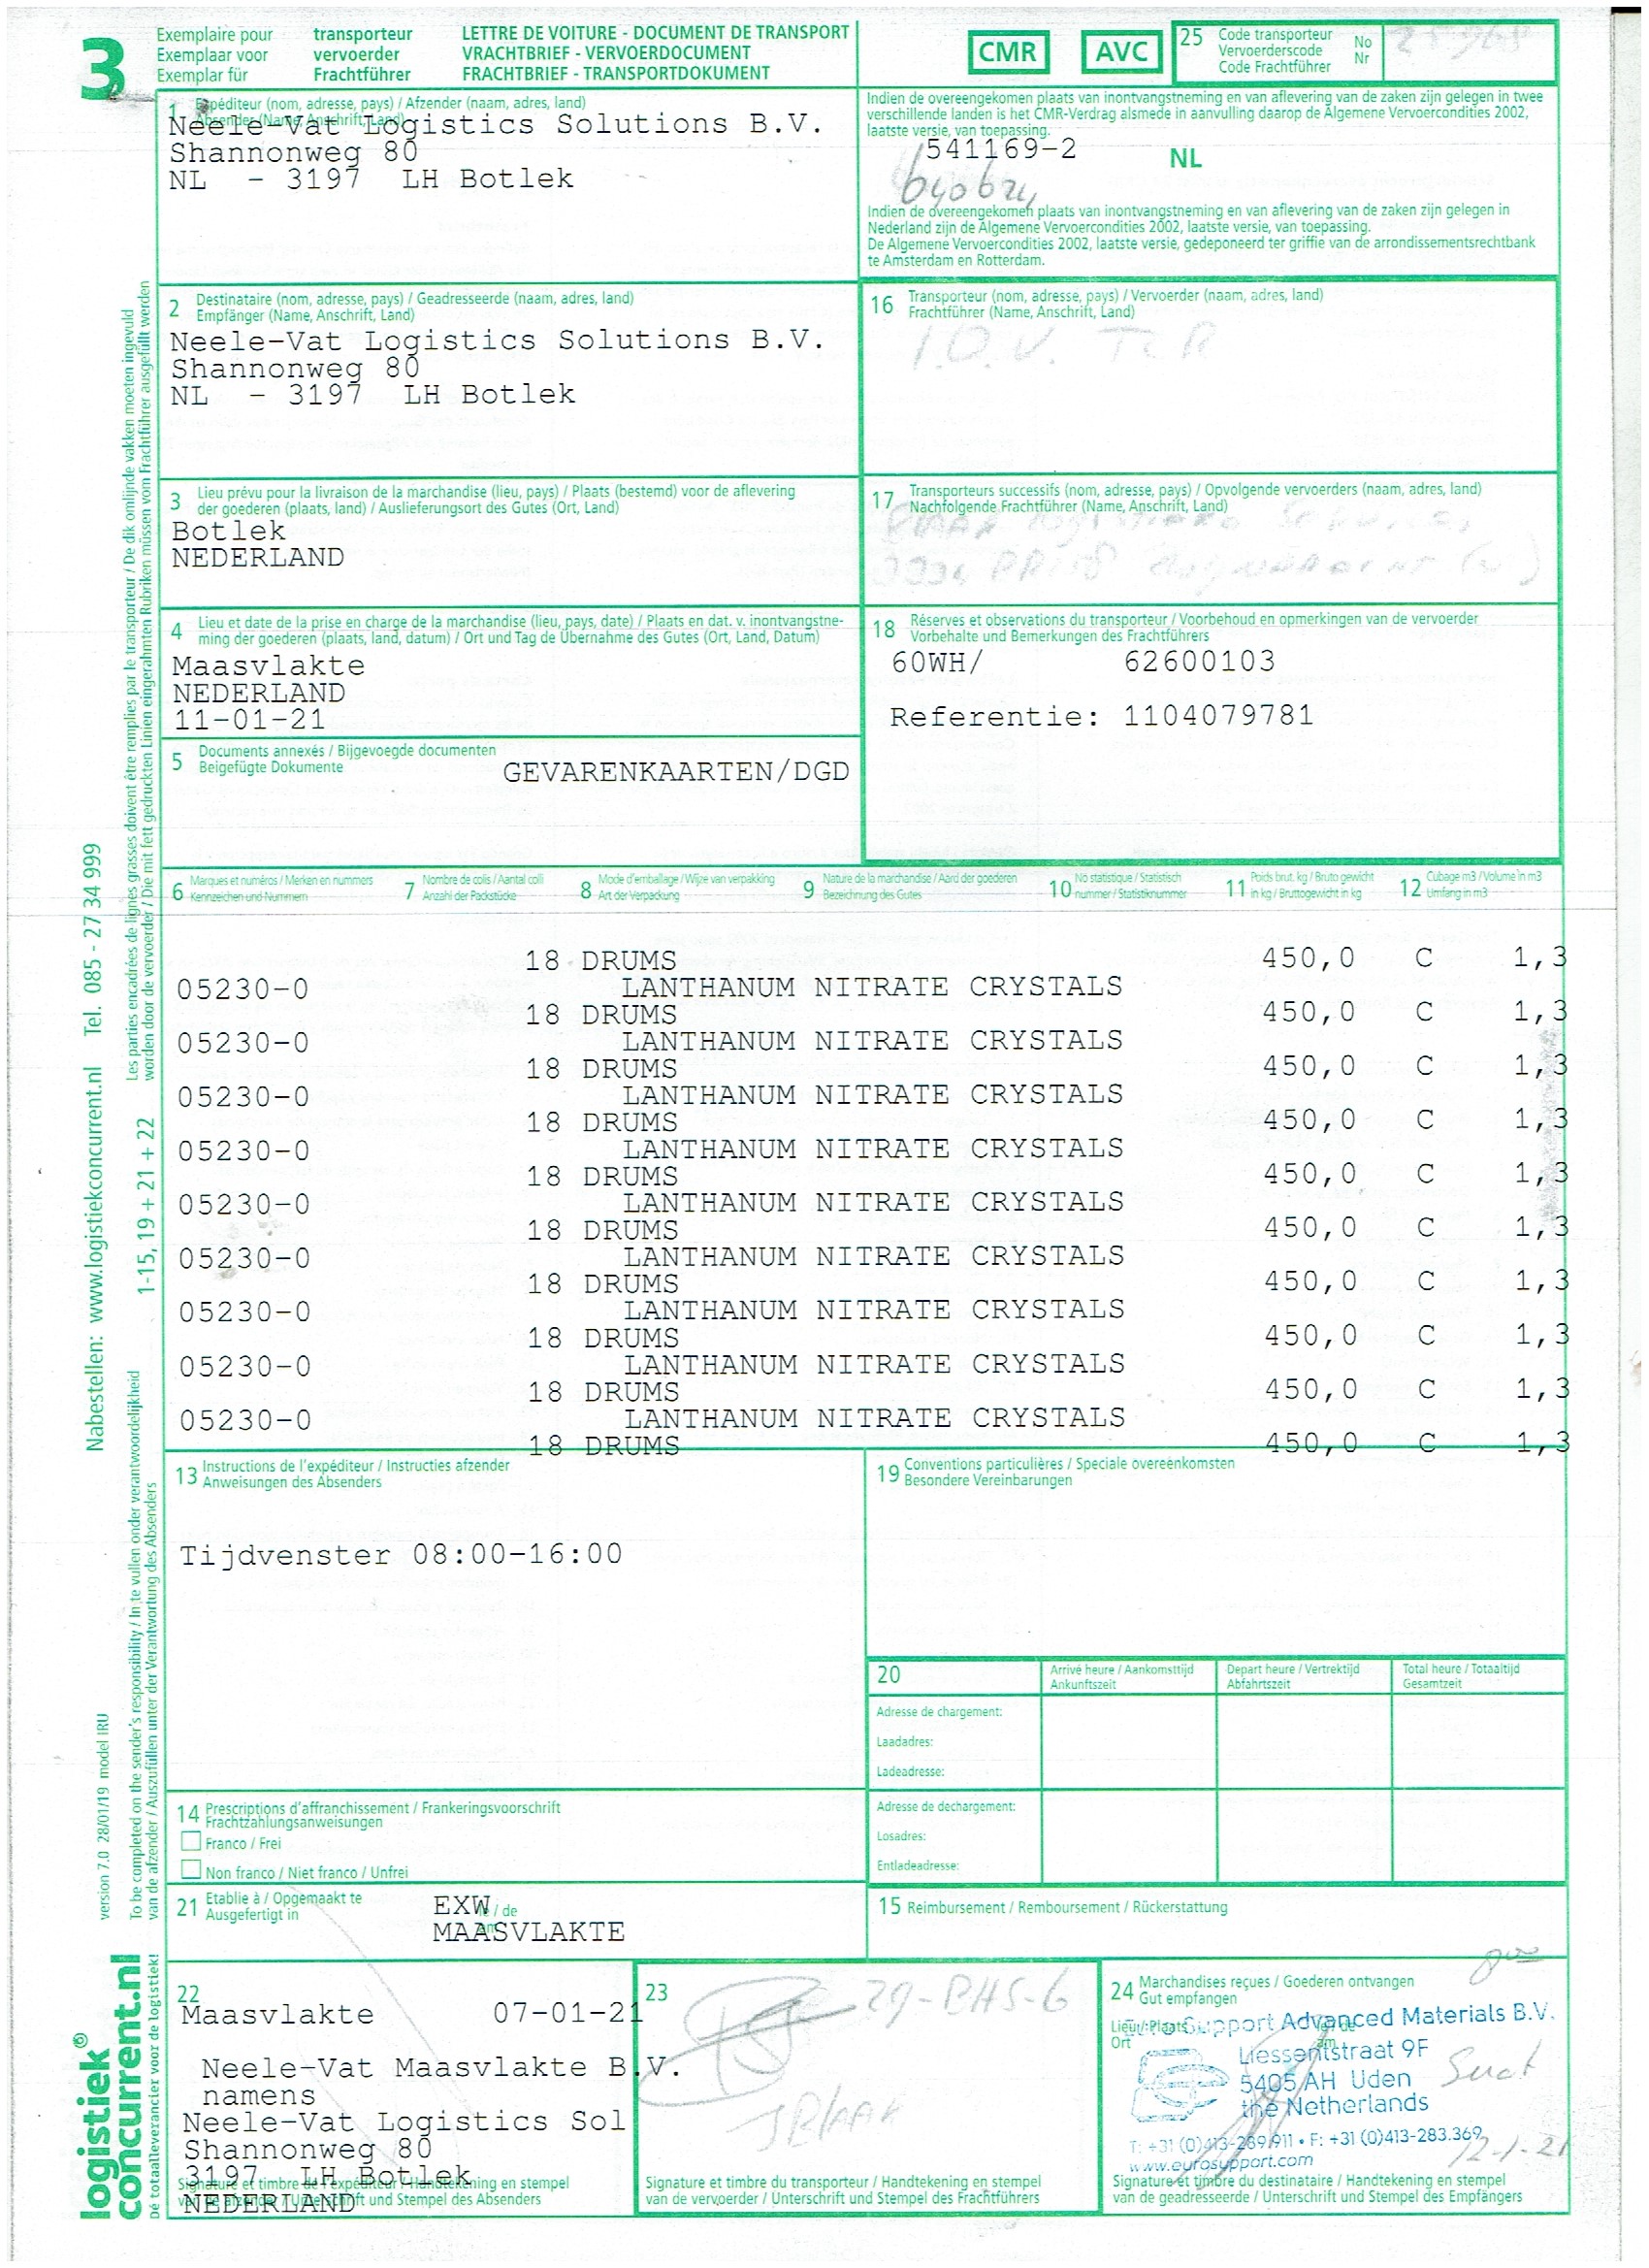 3
Exemplaire pour transporteur
Exemplaar voor vervoerder
Exemplar für Frachtführer
LETTRE DE VOITURE - DOCUMENT DE TRANSPORT
VRACHTBRIEF - VERVOERDOCUMENT
FRACHTBRIEF - TRANSPORTDOKUMENT
CMR
AVC
25 Code transporteur No
Vervoerderscode Nr
Code Frachtführer
1 Expéditeur (nom, adresse, pays) / Afzender (naam, adres, land)
Absender (Name, Anschrift, Land)
Neele-Vat Logistics Solutions B.V.
Shannonweg 80
NL - 3197 LH Botlek
Indien de overeengekomen plaats van inontvangstneming en van aflevering van de zaken zijn gelegen in twee
verschillende landen is het CMR-Verdrag alsmede in aanvulling daarop de Algemene Vervoercondities 2002,
laatste versie, van toepassing.
541169-2
NL
Indien de overeengekomen plaats van inontvangstneming en van aflevering van de zaken zijn gelegen in
Nederland zijn de Algemene Vervoercondities 2002, laatste versie, van toepassing.
De Algemene Vervoercondities 2002, laatste versie, gedeponeerd ter griffie van de arrondissementsrechtbank
te Amsterdam en Rotterdam.
2 Destinataire (nom, adresse, pays) / Geadresseerde (naam, adres, land)
Empfänger (Name, Anschrift, Land)
Neele-Vat Logistics Solutions B.V.
Shannonweg 80
NL - 3197 LH Botlek
16 Transporteur (nom, adresse, pays) / Vervoerder (naam, adres, land)
Frachtführer (Name, Anschrift, Land)
I.O.V. TCR
3 Lieu prévu pour la livraison de la marchandise (lieu, pays) / Plaats (bestemd) voor de aflevering
der goederen (plaats, land) / Auslieferungsort des Gutes (Ort, Land)
Botlek
NEDERLAND
17 Transporteurs successifs (nom, adresse, pays) / Opvolgende vervoerders (naam, adres, land)
Nachfolgende Frachtführer (Name, Anschrift, Land)
4 Lieu et date de la prise en charge de la marchandise (lieu, pays, date) / Plaats en dat. v. inontvangstne-
ming der goederen (plaats, land, datum) / Ort und Tag de Übernahme des Gutes (Ort, Land, Datum)
Maasvlakte
NEDERLAND
11-01-21
18 Réserves et observations du transporteur / Voorbehoud en opmerkingen van de vervoerder
Vorbehalte und Bemerkungen des Frachtführers
60WH/ 62600103
Referentie: 1104079781
5 Documents annexés / Bijgevoegde documenten
Beigefügte Dokumente
GEVARENKAARTEN/DGD
6 Marques et numéros / Merken en nummers
Kennzeichen und Nummern
7 Nombre de colis / Aantal colli
Anzahl der Packstücke
8 Mode d'emballage / Wijze van verpakking
Art der Verpackung
9 Nature de la marchandise / Aard der goederen
Bezeichnung des Gutes
10 No statistique / Statistisch
nummer / Statistiknummer
11 Poids brut. kg / Bruto gewicht
in kg / Bruttogewicht in kg
12 Cubage m3 / Volume in m3
Umfang in m3
18 DRUMS 450,0 C 1,3
05230-0 LANTHANUM NITRATE CRYSTALS
18 DRUMS 450,0 C 1,3
05230-0 LANTHANUM NITRATE CRYSTALS
18 DRUMS 450,0 C 1,3
05230-0 LANTHANUM NITRATE CRYSTALS
18 DRUMS 450,0 C 1,3
05230-0 LANTHANUM NITRATE CRYSTALS
18 DRUMS 450,0 C 1,3
05230-0 LANTHANUM NITRATE CRYSTALS
18 DRUMS 450,0 C 1,3
05230-0 LANTHANUM NITRATE CRYSTALS
18 DRUMS 450,0 C 1,3
05230-0 LANTHANUM NITRATE CRYSTALS
18 DRUMS 450,0 C 1,3
05230-0 LANTHANUM NITRATE CRYSTALS
18 DRUMS 450,0 C 1,3
05230-0 LANTHANUM NITRATE CRYSTALS
18 DRUMS 450,0 C 1,3
13 Instructions de l'expéditeur / Instructies afzender
Anweisungen des Absenders
Tijdvenster 08:00-16:00
19 Conventions particulières / Speciale overeenkomsten
Besondere Vereinbarungen
20 Arrivé heure / Aankomsttijd
Ankunftszeit
Depart heure / Vertrektijd
Abfahrtszeit
Total heure / Totaaltijd
Gesamtzeit
Adresse de chargement:
Laadadres:
Ladeadresse:
Adresse de dechargement:
Losadres:
Entladeadresse:
14 Prescriptions d'affranchissement / Frankeringsvoorschrift
Frachtzahlungsanweisungen
Franco / Frei
Non franco / Niet franco / Unfrei
21 Etablie à / Opgemaakt te
Ausgefertigt in
le / de
am
EXW
MAASVLAKTE
15 Reimbursement / Remboursement / Rückerstattung
22
Maasvlakte 07-01-21
Neele-Vat Maasvlakte B.V.
namens
Neele-Vat Logistics Sol
Shannonweg 80
3197 LH Botlek
NEDERLAND
Signature et timbre de l'expéditeur / Handtekening en stempel
van de afzender / Unterschrift und Stempel des Absenders
23
29-BHS-6
Signature et timbre du transporteur / Handtekening en stempel
van de vervoerder / Unterschrift und Stempel des Frachtführers
24 Marchandises reçues / Goederen ontvangen
Gut empfangen
Lieu / Plaats
Ort
le / de
am
Euro Support Advanced Materials B.V.
Liessentstraat 9F
5405 AH Uden
the Netherlands
T: +31 (0)413-289.911 • F: +31 (0)413-283.369
www.eurosupport.com
12-1-21
Signature et timbre du destinataire / Handtekening en stempel
van de geadresseerde / Unterschrift und Stempel des Empfängers
Les parties encadrées de lignes grasses doivent être remplies par le transporteur / De dik omlijnde vakken moeten ingevuld
worden door de vervoerder / Die mit fett gedruckten Linien eingerahmten Rubriken müssen vom Frachtführer ausgefüllt werden
Nabestellen: www.logistiekconcurrent.nl Tel. 085 - 27 34 999
1-15, 19 + 21 + 22
To be completed on the sender's responsibility / In te vullen onder verantwoordelijkheid
van de afzender / Auszufüllen unter der Verantwortung des Absenders
version 7.0 28/01/19 model IRU
logistiek®
concurrent.nl
Dé totaalleverancier voor de logistiek!